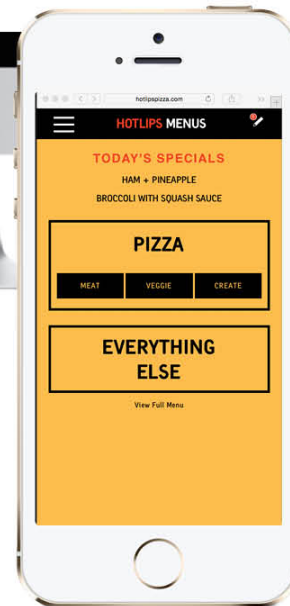 hotlipspizza.com
HOTLIPS MENUS
TODAY'S SPECIALS
HAM + PINEAPPLE
BROCCOLI WITH SQUASH SAUCE
PIZZA
MEAT VEGGIE CREATE
EVERYTHING
ELSE
View Full Menu